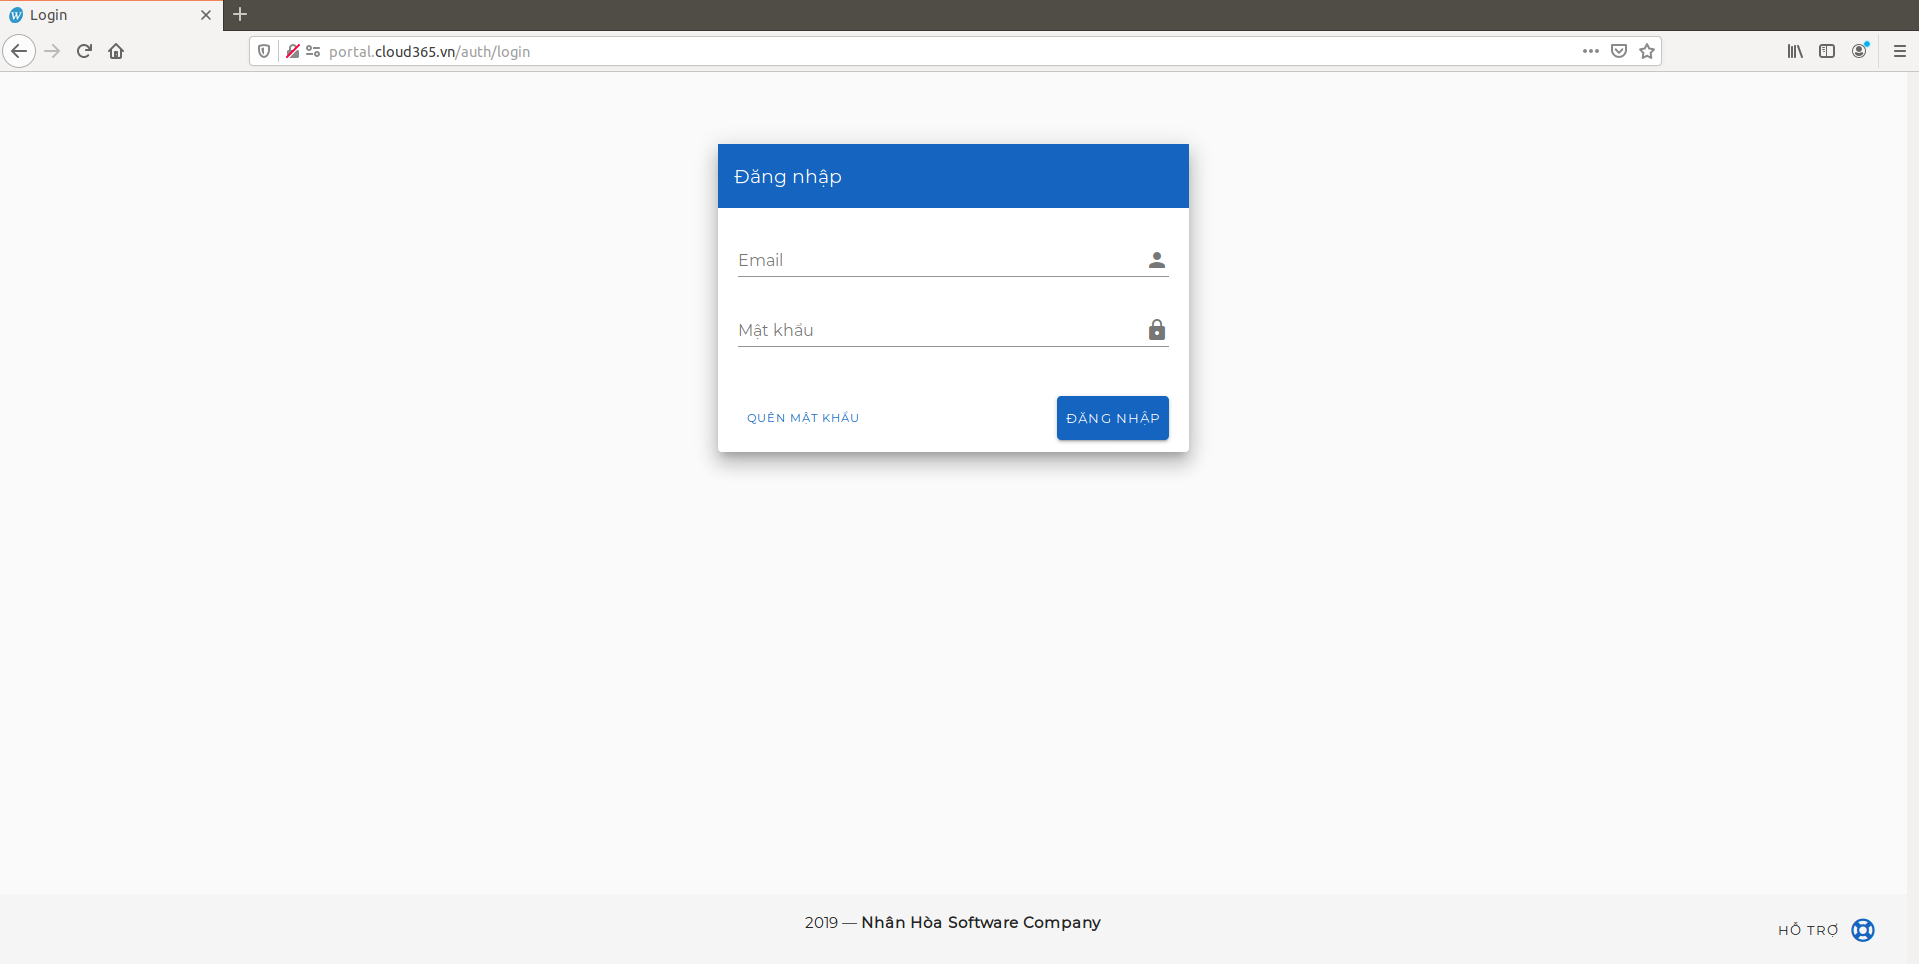 Login
portal.cloud365.vn/auth/login
Đăng nhập
Email
Mật khẩu
QUÊN MẬT KHẨU
ĐĂNG NHẬP
2019 — Nhân Hòa Software Company
HỖ TRỢ